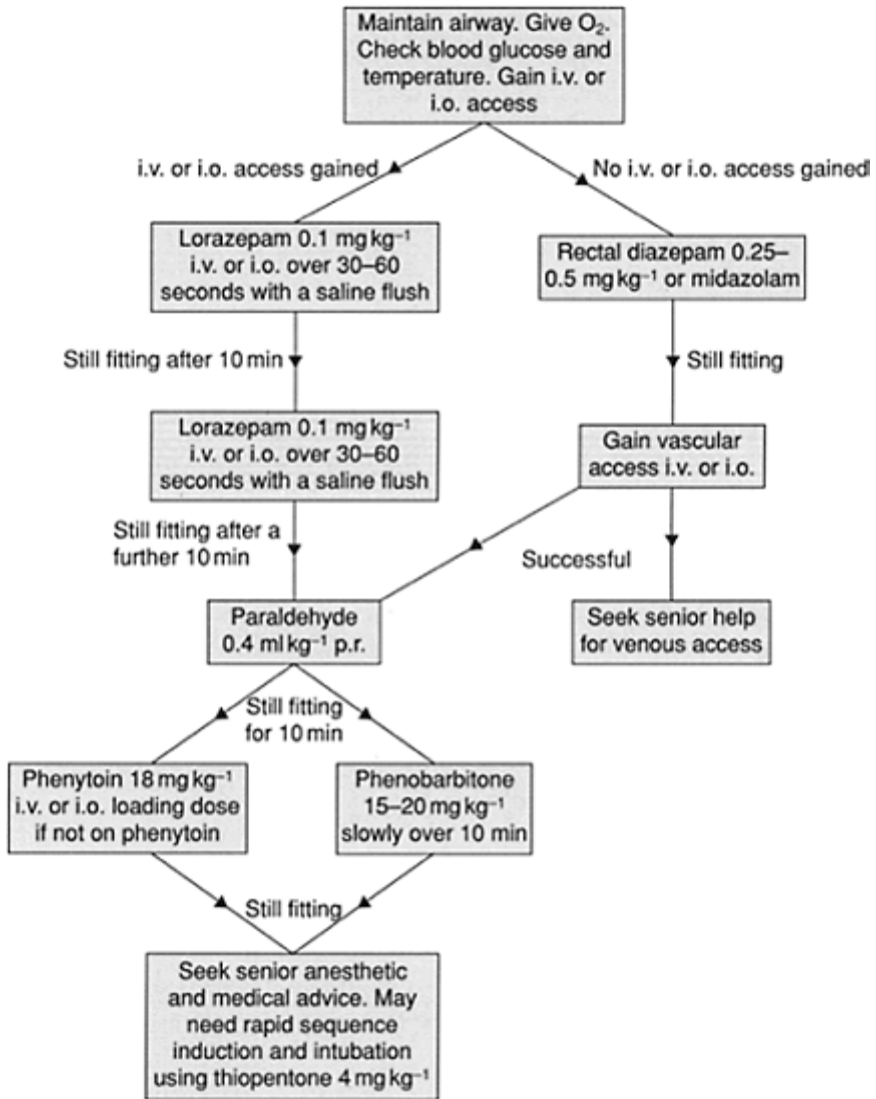 Maintain airway. Give O₂.
Check blood glucose and
temperature. Gain i.v. or
i.o. access
i.v. or i.o. access gained
No i.v. or i.o. access gained
Lorazepam 0.1 mg kg⁻¹
i.v. or i.o. over 30–60
seconds with a saline flush
Rectal diazepam 0.25–
0.5 mg kg⁻¹ or midazolam
Still fitting after 10 min
Still fitting
Lorazepam 0.1 mg kg⁻¹
i.v. or i.o. over 30–60
seconds with a saline flush
Gain vascular
access i.v. or i.o.
Still fitting after a
further 10 min
Successful
Paraldehyde
0.4 ml kg⁻¹ p.r.
Seek senior help
for venous access
Still fitting
for 10 min
Phenytoin 18 mg kg⁻¹
i.v. or i.o. loading dose
if not on phenytoin
Phenobarbitone
15–20 mg kg⁻¹
slowly over 10 min
Still fitting
Seek senior anesthetic
and medical advice. May
need rapid sequence
induction and intubation
using thiopentone 4 mg kg⁻¹